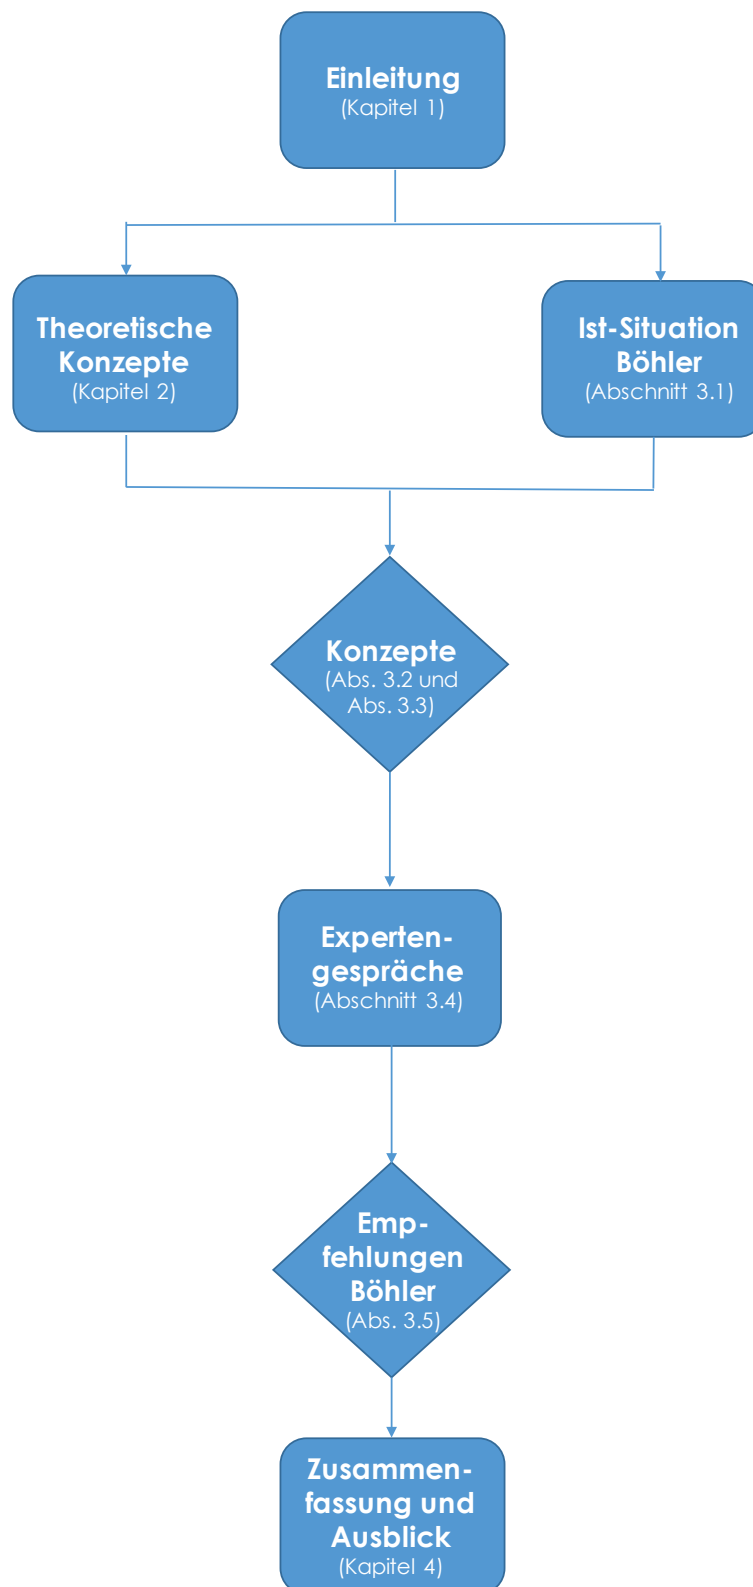 Einleitung
(Kapitel 1)
Theoretische
Konzepte
(Kapitel 2)
Ist-Situation
Böhler
(Abschnitt 3.1)
Konzepte
(Abs. 3.2 und
Abs. 3.3)
Experten-
gespräche
(Abschnitt 3.4)
Emp-
fehlungen
Böhler
(Abs. 3.5)
Zusammen-
fassung und
Ausblick
(Kapitel 4)